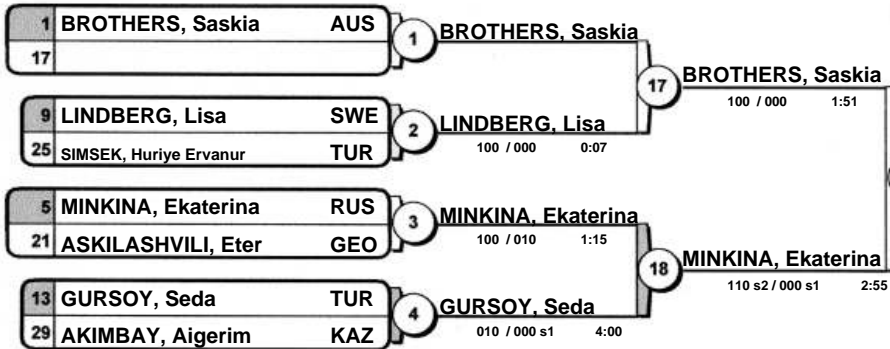 1 BROTHERS, Saskia AUS
17
1 BROTHERS, Saskia
9 LINDBERG, Lisa SWE
25 SIMSEK, Huriye Ervanur TUR
2 LINDBERG, Lisa
100 / 000 0:07
17 BROTHERS, Saskia
100 / 000 1:51
5 MINKINA, Ekaterina RUS
21 ASKILASHVILI, Eter GEO
3 MINKINA, Ekaterina
100 / 010 1:15
13 GURSOY, Seda TUR
29 AKIMBAY, Aigerim KAZ
4 GURSOY, Seda
010 / 000 s1 4:00
18 MINKINA, Ekaterina
110 s2 / 000 s1 2:55